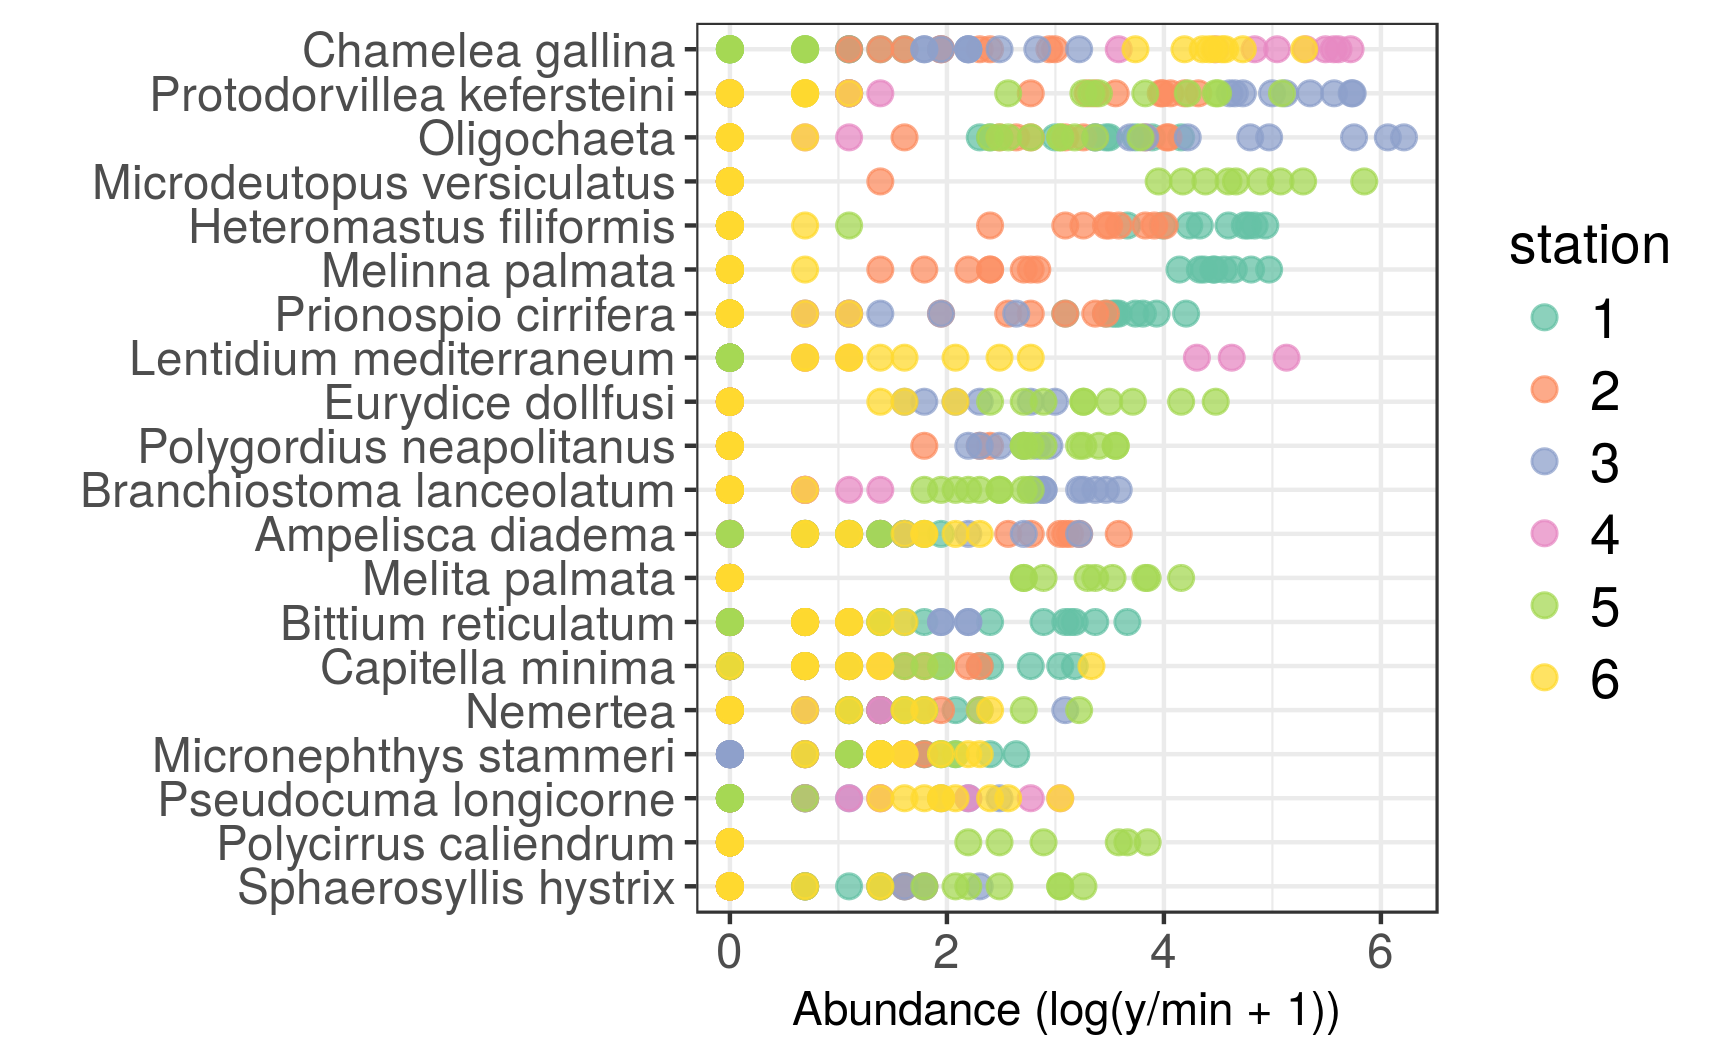 Chamelea gallina
Protodorvillea kefersteini
Oligochaeta
Microdeutopus versiculatus
Heteromastus filiformis
Melinna palmata
Prionospio cirrifera
Lentidium mediterraneum
Eurydice dollfusi
Polygordius neapolitanus
Branchiostoma lanceolatum
Ampelisca diadema
Melita palmata
Bittium reticulatum
Capitella minima
Nemertea
Micronephthys stammeri
Pseudocuma longicorne
Polycirrus caliendrum
Sphaerosyllis hystrix
0 2 4 6
Abundance (log(y/min + 1))
station
1
2
3
4
5
6